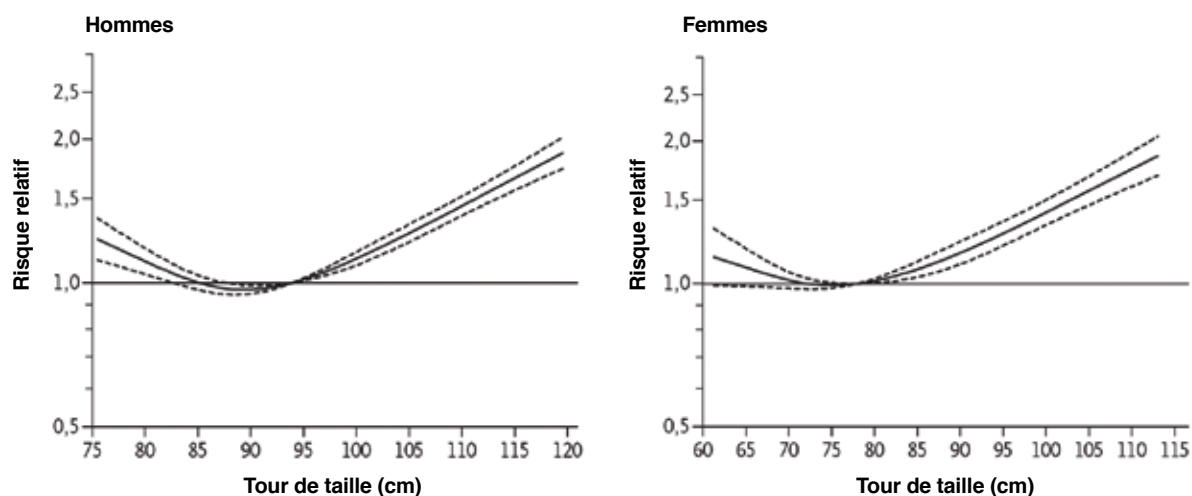 Hommes
2,5
2,0
1,5
1,0
0,5
Risque relatif
75 80 85 90 95 100 105 110 115 120
Tour de taille (cm)
Femmes
2,5
2,0
1,5
1,0
0,5
Risque relatif
60 65 70 75 80 85 90 95 100 105 110 115
Tour de taille (cm)